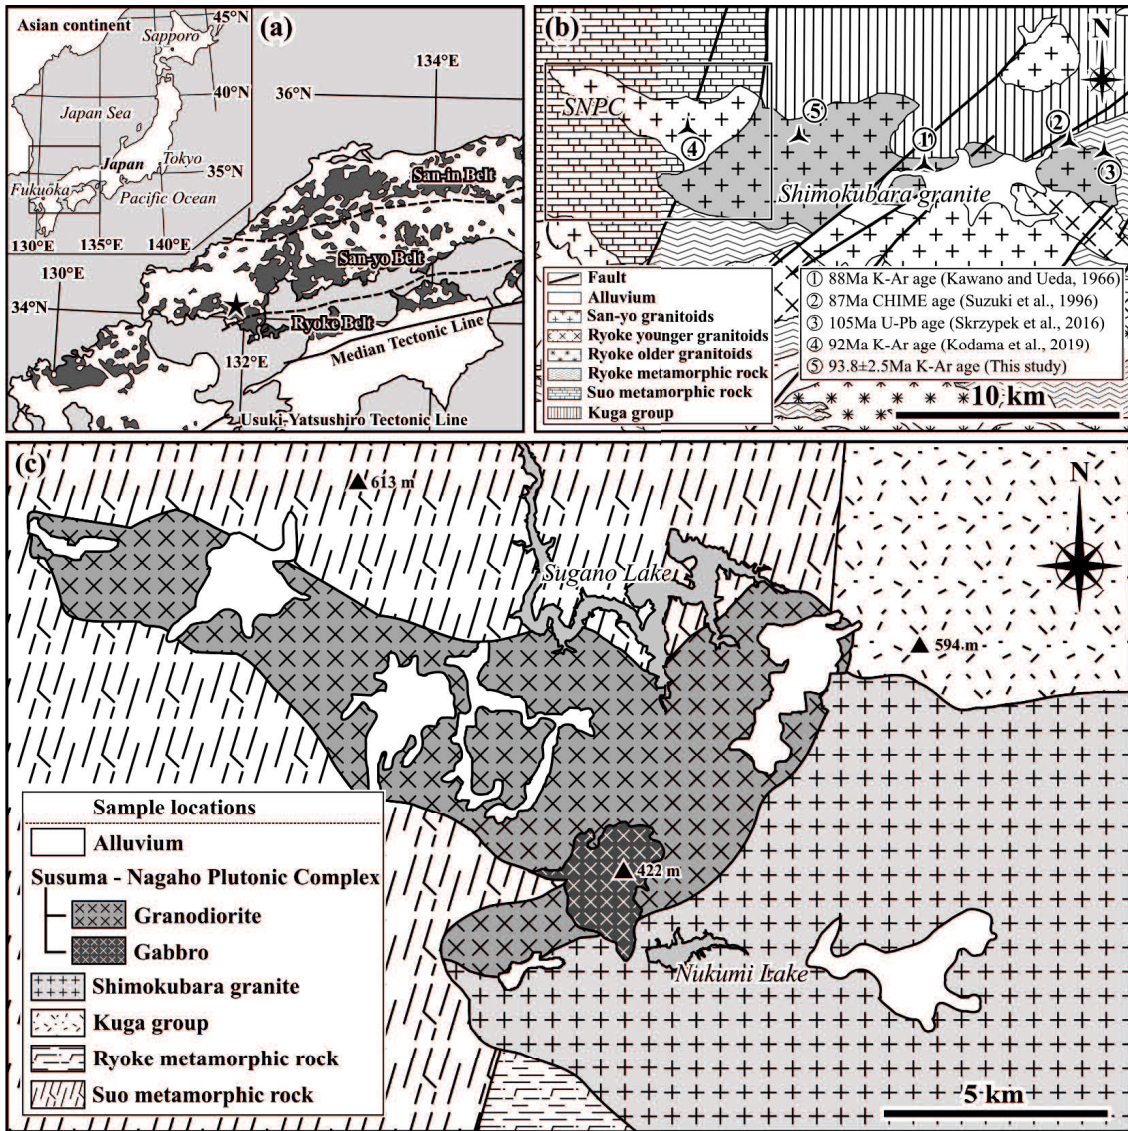 (a)
Asian continent
45°N
Sapporo
134°E
40°N
36°N
Japan Sea
Japan
Tokyo
35°N
Fukuoka
Pacific Ocean
130°E
135°E
140°E
San-in Belt
130°E
San-yo Belt
34°N
Ryoke Belt
132°E
Median Tectonic Line
Usuki-Yatsushiro Tectonic Line
(b)
N
SNPC
⑤
②
④
①
③
Shimokubara granite
Fault
Alluvium
San-yo granitoids
Ryoke younger granitoids
Ryoke older granitoids
Ryoke metamorphic rock
Suo metamorphic rock
Kuga group
① 88Ma K-Ar age (Kawano and Ueda, 1966)
② 87Ma CHIME age (Suzuki et al., 1996)
③ 105Ma U-Pb age (Skrzypek et al., 2016)
④ 92Ma K-Ar age (Kodama et al., 2019)
⑤ 93.8±2.5Ma K-Ar age (This study)
10 km
(c)
613 m
N
Sugano Lake
594 m
422 m
Nukumi Lake
Sample locations
Alluvium
Susuma - Nagaho Plutonic Complex
Granodiorite
Gabbro
Shimokubara granite
Kuga group
Ryoke metamorphic rock
Suo metamorphic rock
5 km